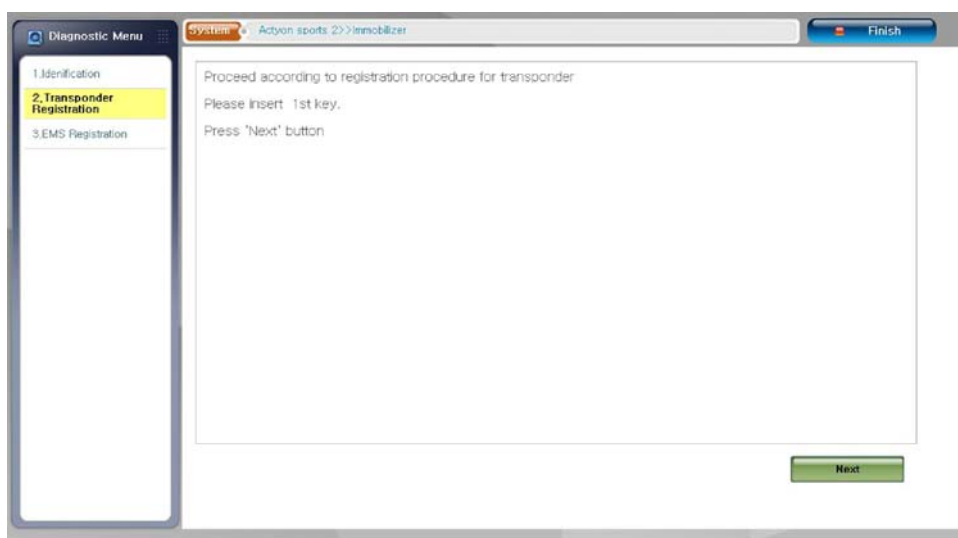 Diagnostic Menu
System
Actyon sports 2>>Immobilizer
Finish
1.Idenification
2.Transponder
Registration
3.EMS Registration
Proceed according to registration procedure for transponder
Please insert 1st key.
Press "Next" button
Next